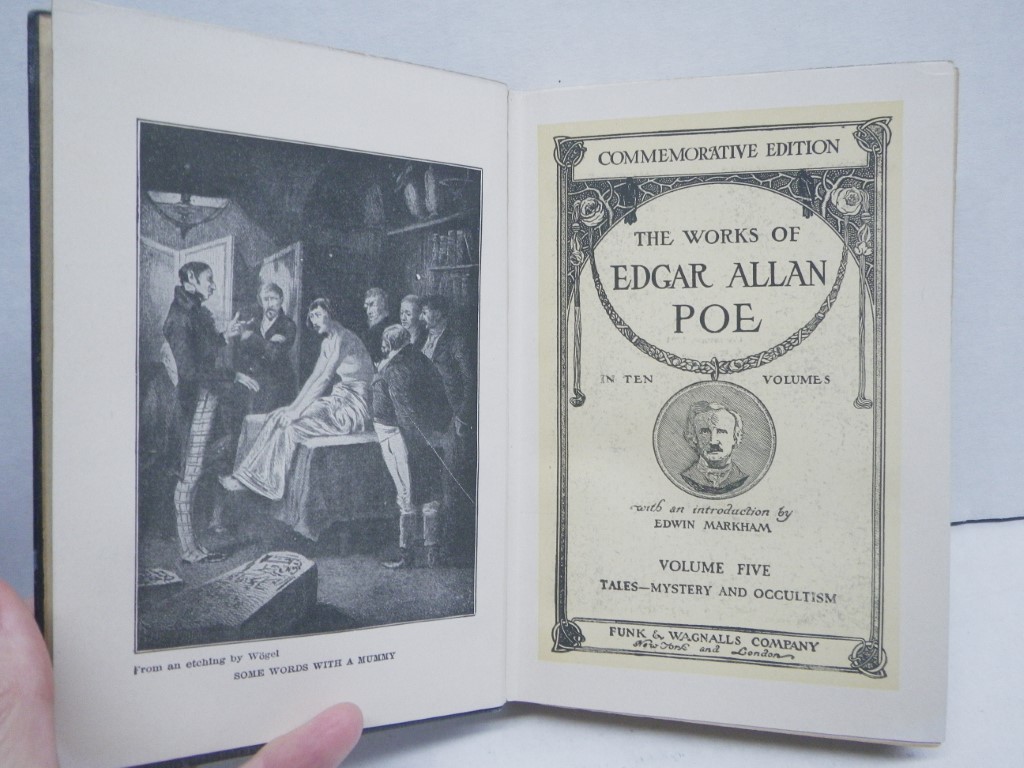 From an etching by Wögel
SOME WORDS WITH A MUMMY
COMMEMORATIVE EDITION
THE WORKS OF
EDGAR ALLAN
POE
IN TEN VOLUMES
with an introduction by
EDWIN MARKHAM
VOLUME FIVE
TALES—MYSTERY AND OCCULTISM
FUNK & WAGNALLS COMPANY
New York and London